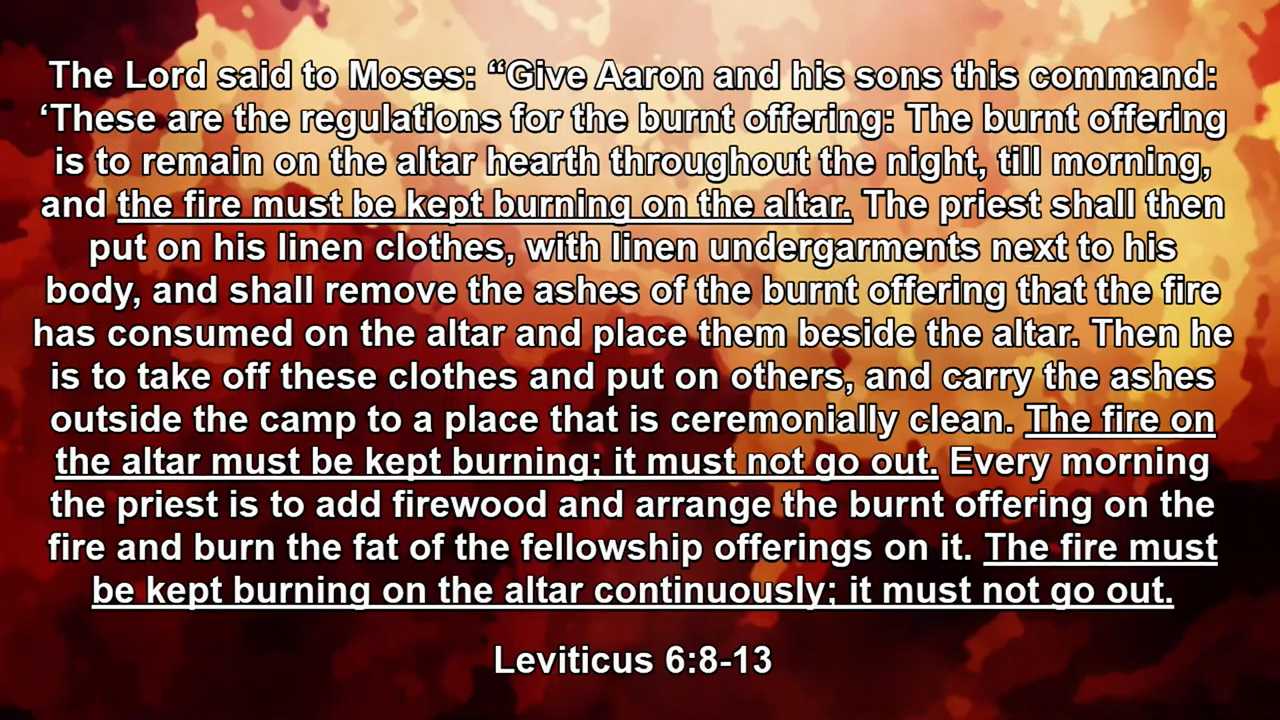 The Lord said to Moses: “Give Aaron and his sons this command:
‘These are the regulations for the burnt offering: The burnt offering
is to remain on the altar hearth throughout the night, till morning,
and the fire must be kept burning on the altar. The priest shall then
put on his linen clothes, with linen undergarments next to his
body, and shall remove the ashes of the burnt offering that the fire
has consumed on the altar and place them beside the altar. Then he
is to take off these clothes and put on others, and carry the ashes
outside the camp to a place that is ceremonially clean. The fire on
the altar must be kept burning; it must not go out. Every morning
the priest is to add firewood and arrange the burnt offering on the
fire and burn the fat of the fellowship offerings on it. The fire must
be kept burning on the altar continuously; it must not go out.
Leviticus 6:8-13